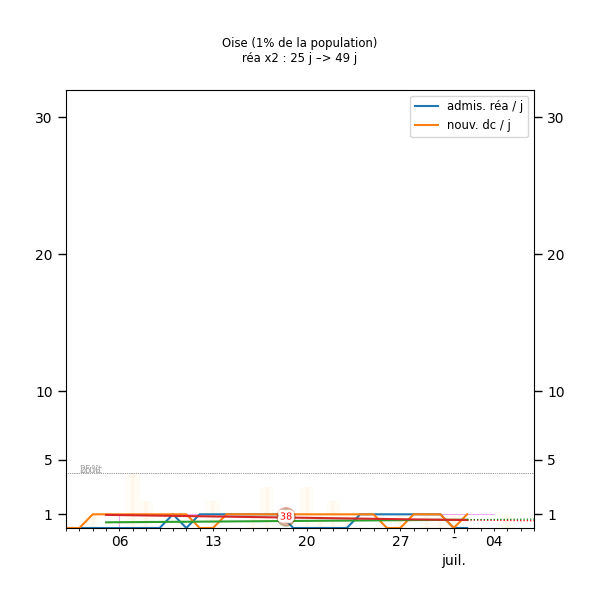 Oise (1% de la population)
réa x2 : 25 j –> 49 j
admis. réa / j
nouv. dc / j
30 30
20 20
10 10
5 5
1 1
38
06 13 20 27 - 04
juil.